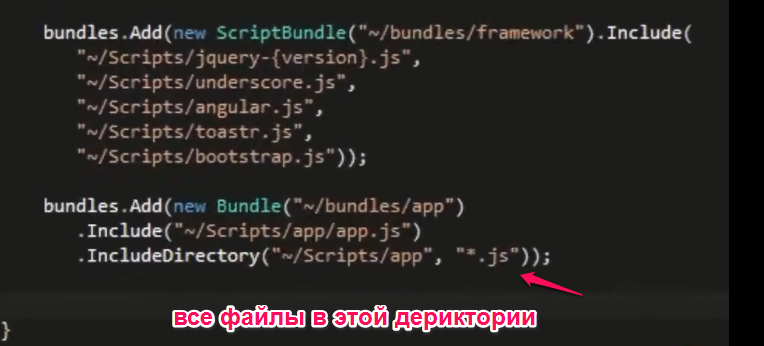 bundles.Add(new ScriptBundle("~/bundles/framework").Include(
"~/Scripts/jquery-{version}.js",
"~/Scripts/underscore.js",
"~/Scripts/angular.js",
"~/Scripts/toastr.js",
"~/Scripts/bootstrap.js"));
bundles.Add(new Bundle("~/bundles/app")
.Include("~/Scripts/app/app.js")
.IncludeDirectory("~/Scripts/app", "*.js"));
все файлы в этой дериктории
}